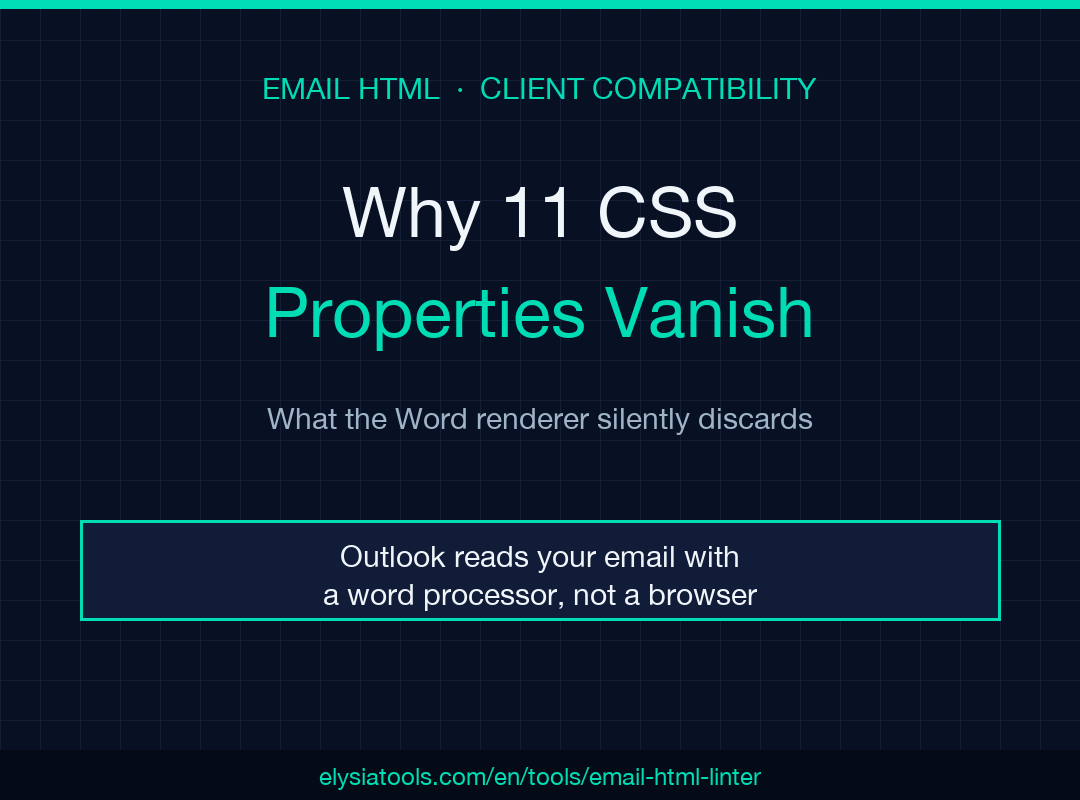 EMAIL HTML · CLIENT COMPATIBILITY
Why 11 CSS
Properties Vanish
What the Word renderer silently discards
Outlook reads your email with
a word processor, not a browser
elysiatools.com/en/tools/email-html-linter